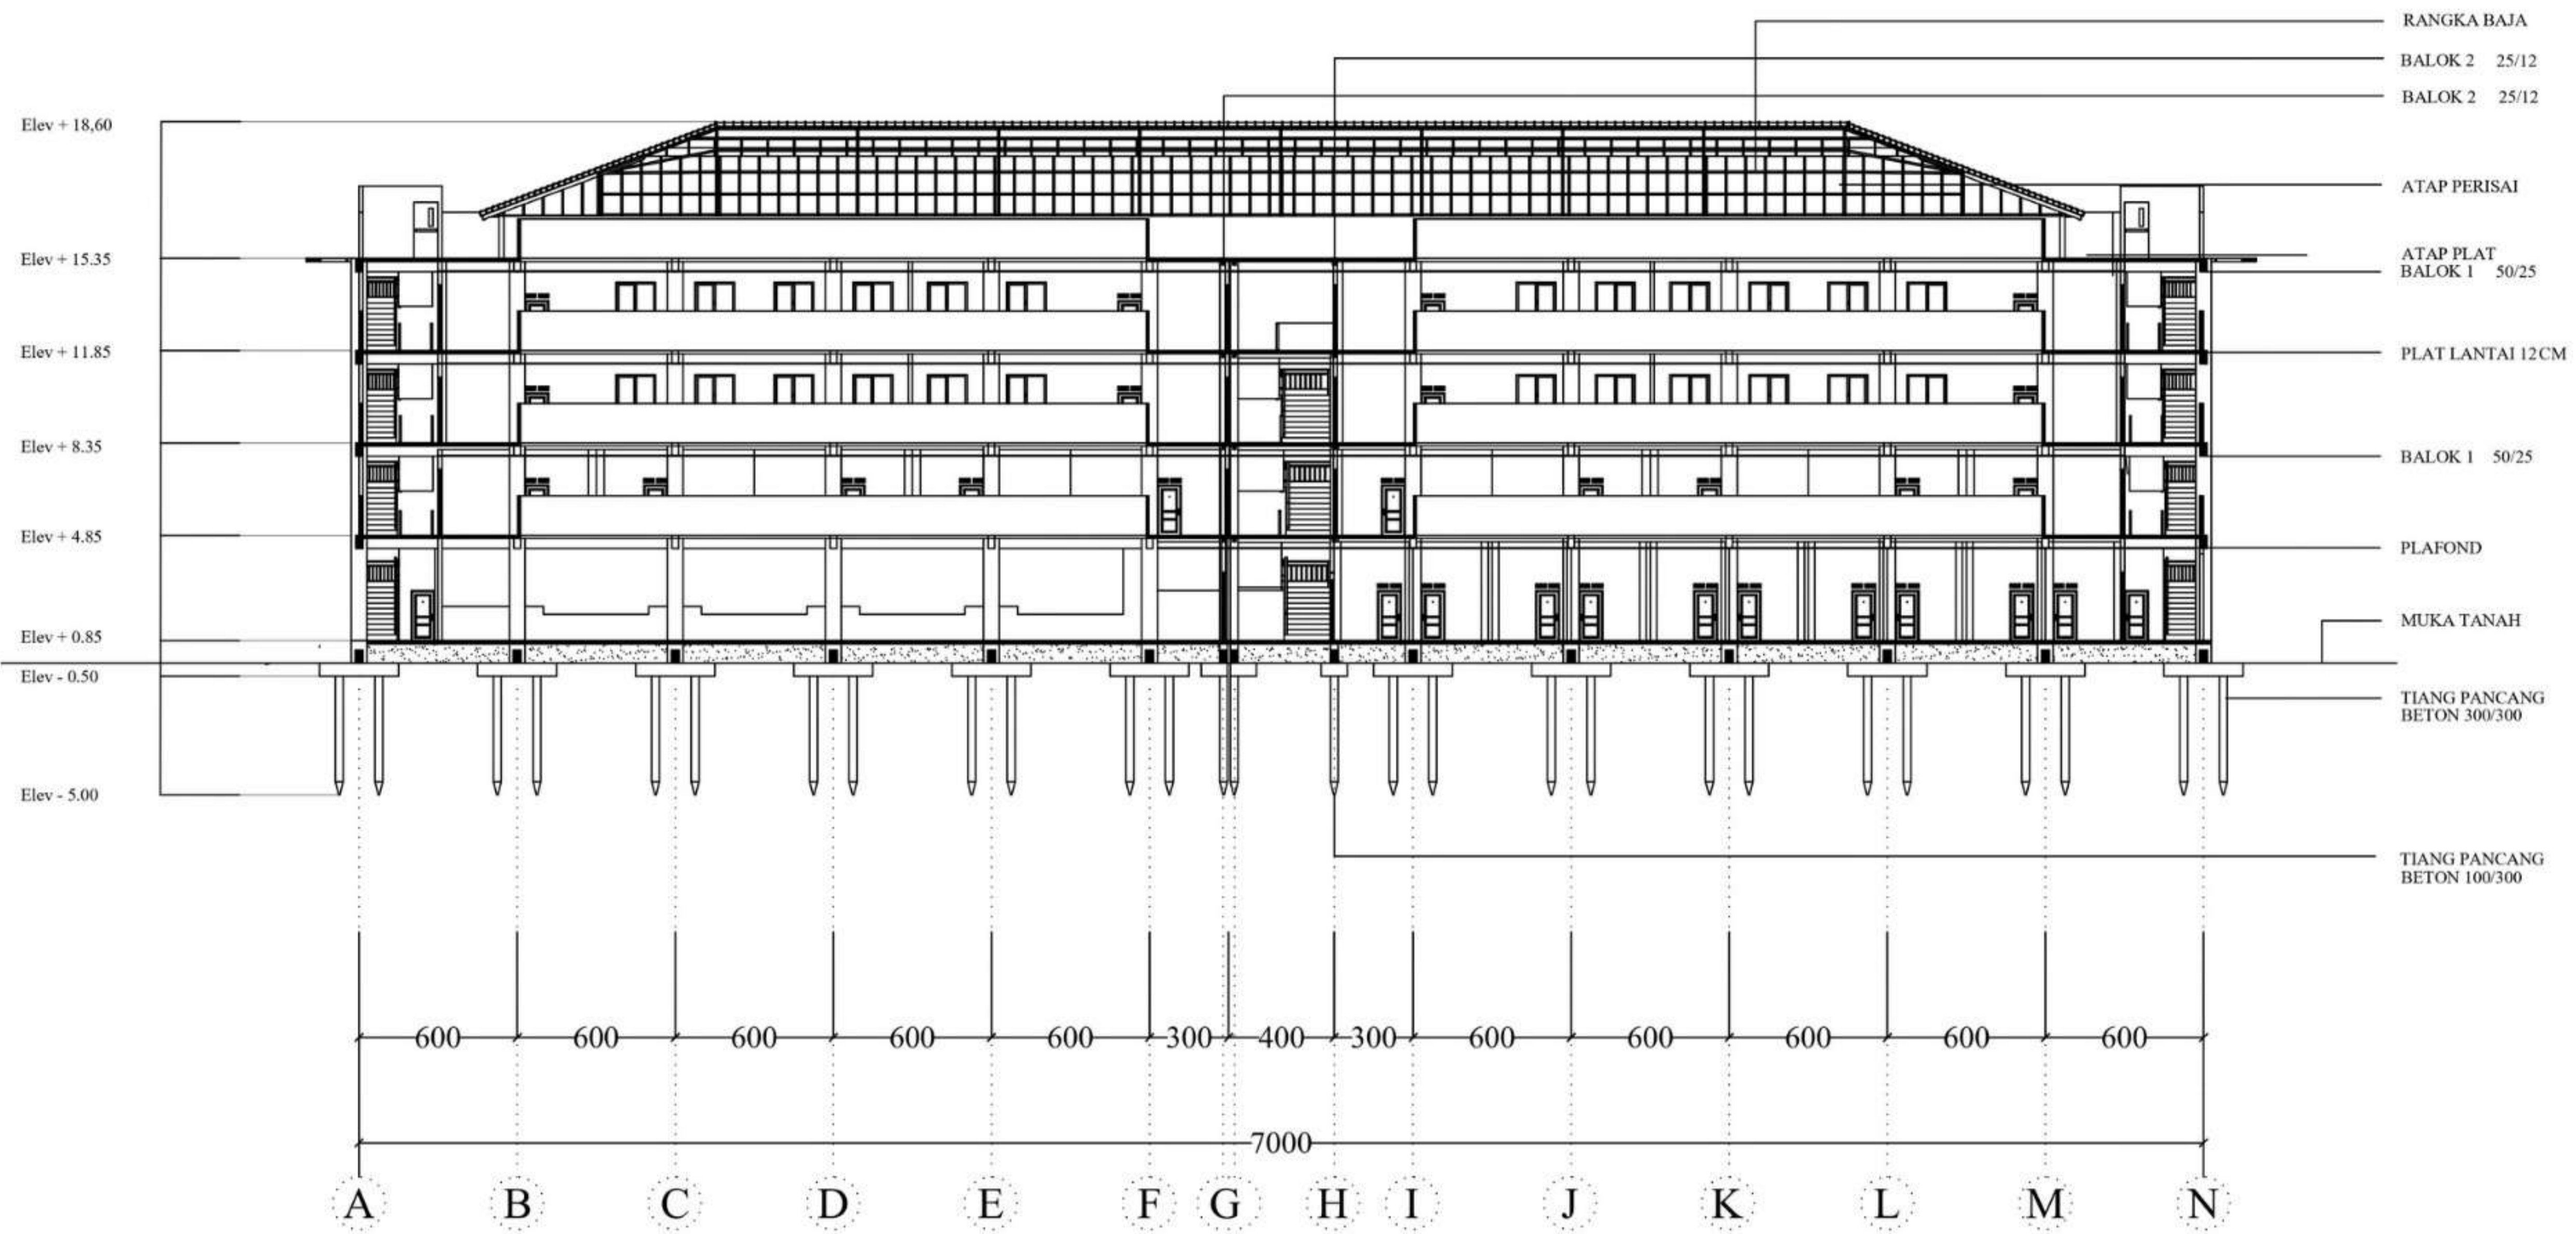 RANGKA BAJA
BALOK 2 25/12
BALOK 2 25/12
Elev + 18,60
ATAP PERISAI
Elev + 15.35
ATAP PLAT
BALOK 1 50/25
Elev + 11.85
PLAT LANTAI 12CM
Elev + 8.35
BALOK 1 50/25
Elev + 4.85
PLAFOND
Elev + 0.85
MUKA TANAH
Elev - 0.50
TIANG PANCANG
BETON 300/300
Elev - 5.00
TIANG PANCANG
BETON 100/300
600 600 600 600 600 300 400 300 600 600 600 600 600
7000
A B C D E F G H I J K L M N